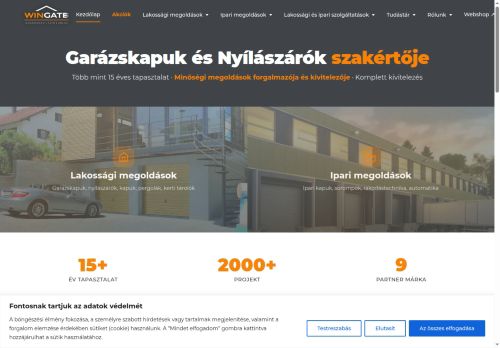 WINGATE
Kezdőlap
Akciók
Lakossági megoldások
Ipari megoldások
Lakossági és ipari szolgáltatások
Tudástár
Rólunk
Webshop
Garázskapuk és Nyílászárók szakértője
Több mint 15 éves tapasztalat · Minőségi megoldások forgalmazója és kivitelezője · Komplett kivitelezés
Lakossági megoldások
Garázskapuk, nyílászárók, kapuk, pergolák, kerti tárolók
Ipari megoldások
Ipari kapuk, sorompók, rakodástechnika, automatika
15+
ÉV TAPASZTALAT
2000+
PROJEKT
9
PARTNER MÁRKA
Fontosnak tartjuk az adatok védelmét
A böngészési élmény fokozása, a személyre szabott hirdetések vagy tartalmak megjelenítése, valamint a
forgalom elemzése érdekében sütiket (cookie) használunk. A "Mindet elfogadom" gombra kattintva
hozzájárulhat a sütik használatához.
Testreszabás
Elutasít
Az összes elfogadása